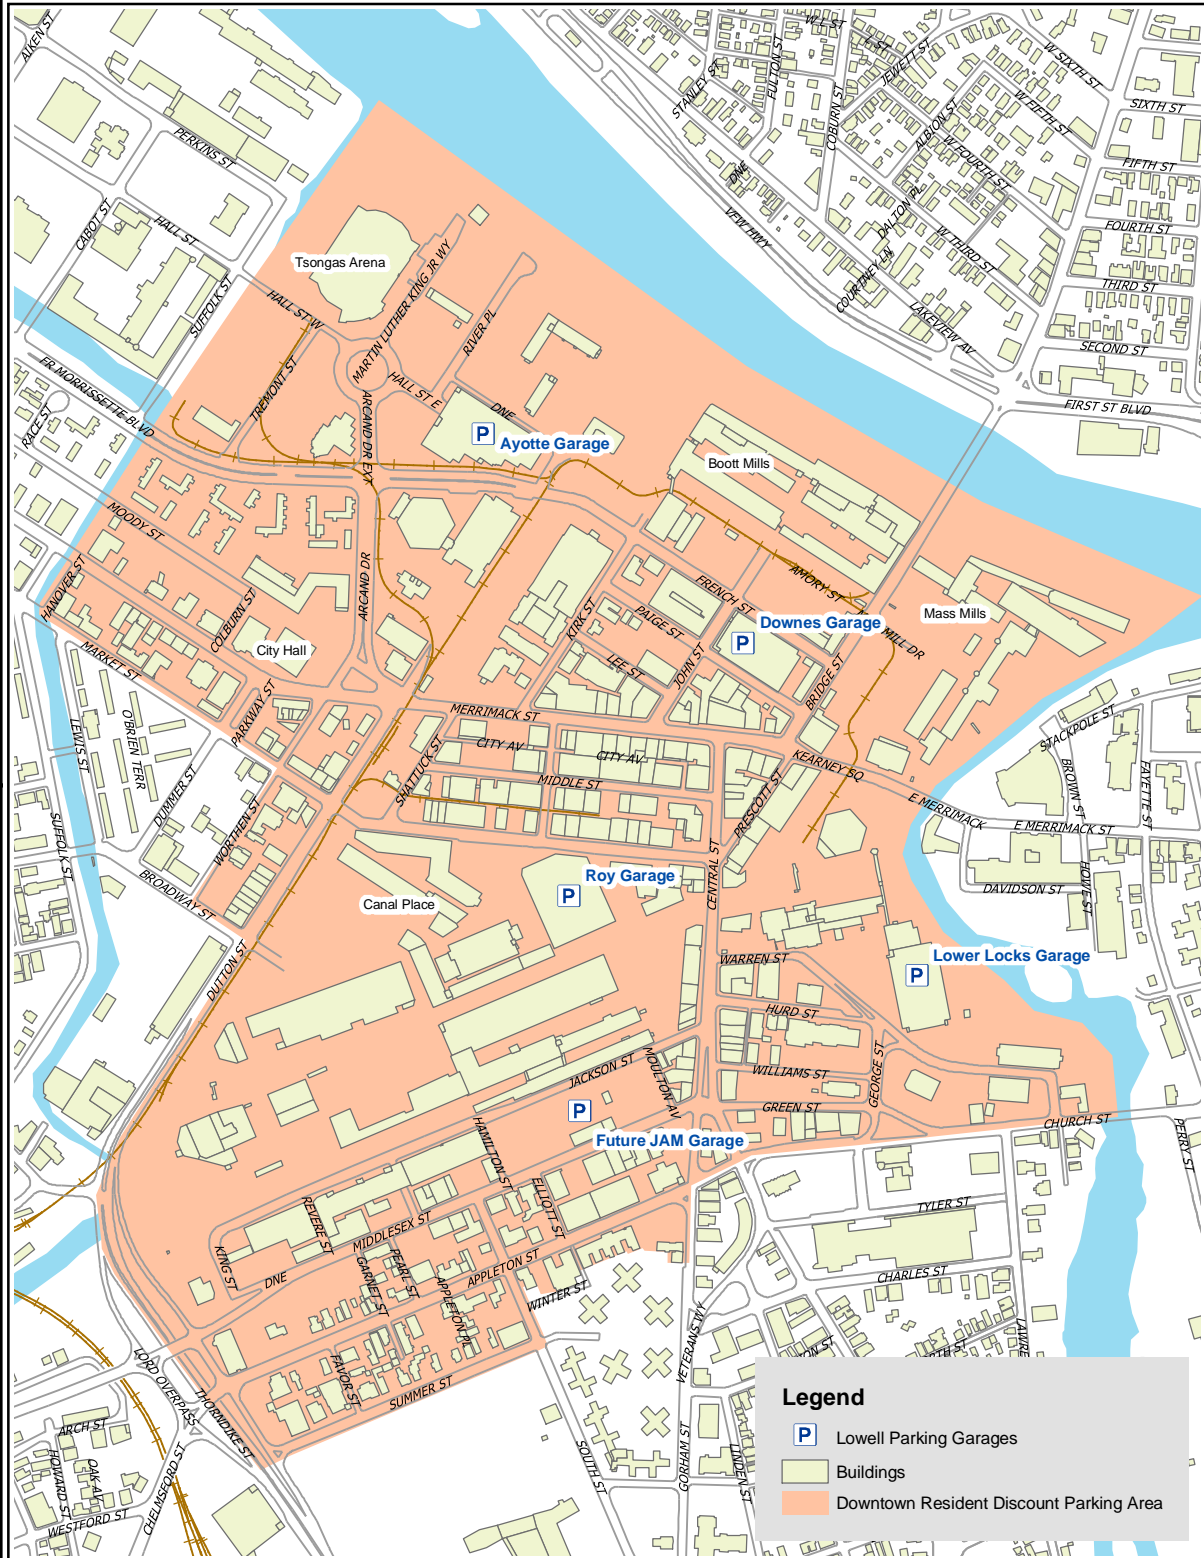 AIKEN ST
W L ST
L ST
W SIXTH ST
FULTON ST
JEWETT ST
STANLEY ST
COBURN ST
W FIFTH ST
SIXTH ST
ALBION ST
PERKINS ST
W FOURTH ST
FIFTH ST
DNE
DALTON PL
CABOT ST
HALL ST
VFW HWY
W THIRD ST
FOURTH ST
Tsongas Arena
MARTIN LUTHER KING JR WY
COURTNEY LN
THIRD ST
SUFFOLK ST
HALL ST W
RIVER PL
LAKEVIEW AV
SECOND ST
FR MORRISSETTE BLVD
TREMONT ST
HALL ST E
RACE ST
ARCAND DR EXT
DNE
FIRST ST BLVD
Ayotte Garage
Boott Mills
MOODY ST
HANOVER ST
COLBURN ST
ARCAND DR
FRENCH ST
AMORY ST
KIRK ST
PAIGE ST
Downes Garage
Mass Mills
MILL DR
City Hall
LEE ST
JOHN ST
MARKET ST
BRIDGE ST
PARKWAY ST
MERRIMACK ST
LEWIS ST
O'BRIEN TERR
CITY AV
CITY AV
KEARNEY SQ
STACKPOLE ST
SHATTUCK ST
MIDDLE ST
BROWN ST
FAYETTE ST
DUMMER ST
PRESCOTT ST
E MERRIMACK
E MERRIMACK ST
SUFFOLK ST
WORTHEN ST
CENTRAL ST
BROADWAY ST
Roy Garage
DAVIDSON ST
HOWE ST
Canal Place
DUTTON ST
WARREN ST
Lower Locks Garage
HURD ST
JACKSON ST
MOULTON AV
WILLIAMS ST
GEORGE ST
GREEN ST
CHURCH ST
HAMILTON ST
Future JAM Garage
PERRY ST
ELLIOTT ST
REVERE ST
MIDDLESEX ST
TYLER ST
KING ST
DNE
PEARL ST
GARNET ST
APPLETON ST
APPLETON PL
WINTER ST
CHARLES ST
VETERANS WY
LORD OVERPASS
THORNDIKE ST
FAVOR ST
SUMMER ST
ARCH ST
HOWARD ST
OAK AV
WESTFORD ST
CHELMSFORD ST
SOUTH ST
GORHAM ST
LINDEN ST
Legend
P Lowell Parking Garages
Buildings
Downtown Resident Discount Parking Area
P
P
P
P
P